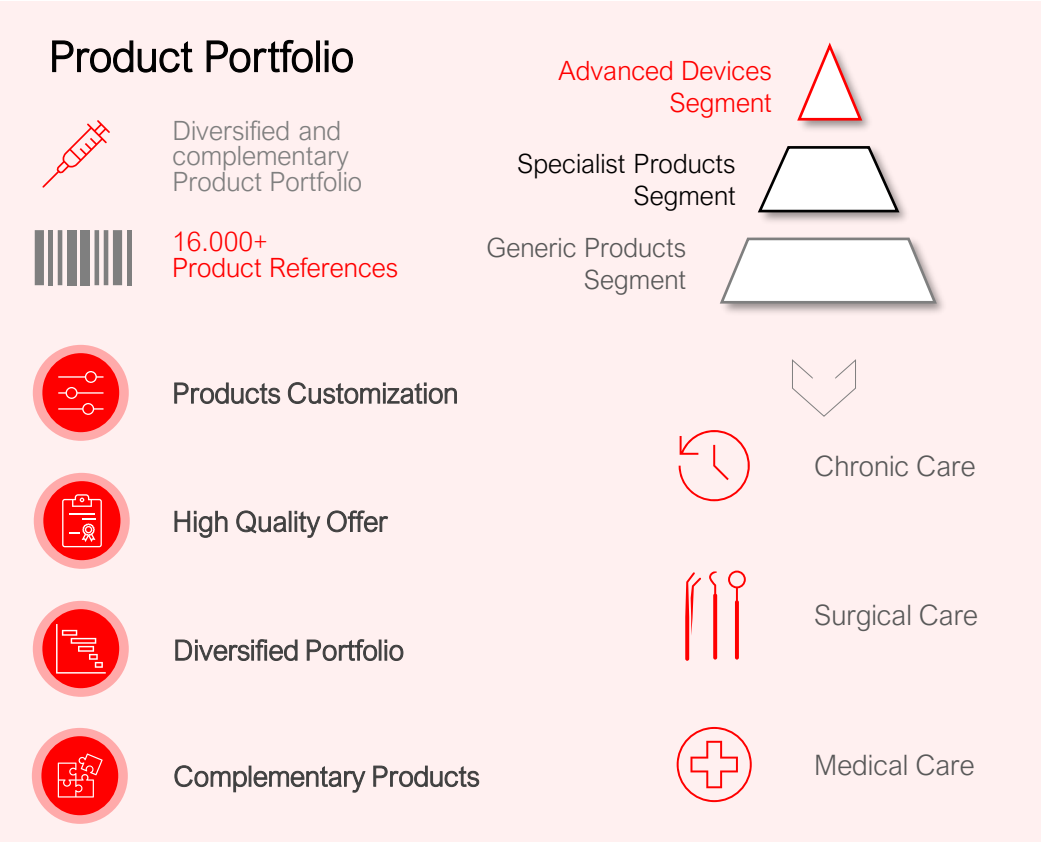 Product Portfolio
Diversified and
complementary
Product Portfolio
16.000+
Product References
Products Customization
High Quality Offer
Diversified Portfolio
Complementary Products
Advanced Devices
Segment
Specialist Products
Segment
Generic Products
Segment
Chronic Care
Surgical Care
Medical Care